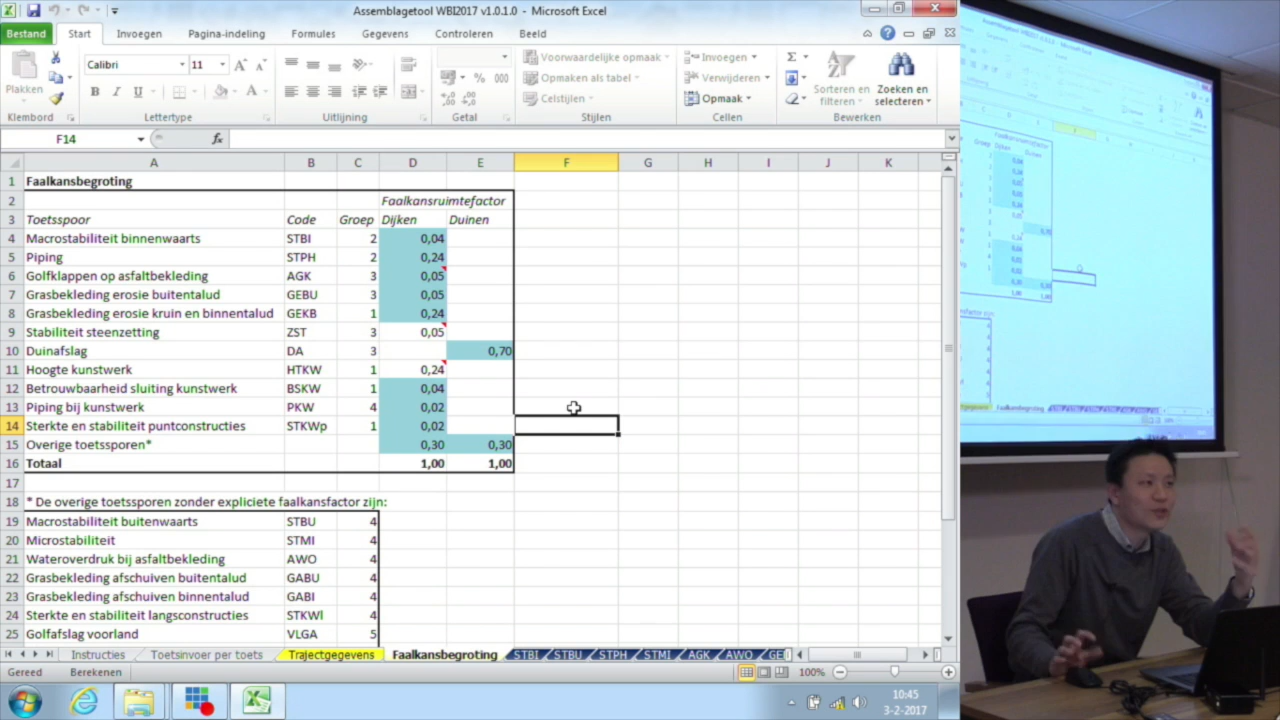 Assemblagetool WBI2017 v1.0.1.0 - Microsoft Excel
Bestand Start Invoegen Pagina-indeling Formules Gegevens Controleren Beeld
Plakken
Klembord
Calibri 11
B I U
Lettertype
Uitlijning
% 000
Getal
Voorwaardelijke opmaak
Opmaken als tabel
Celstijlen
Stijlen
Invoegen
Verwijderen
Opmaak
Cellen
Sorteren en filteren
Zoeken en selecteren
Bewerken
F14 fx
A B C D E F G H I J K
1 Faalkansbegroting
2 Faalkansruimtefactor
3 Toetsspoor Code Groep Dijken Duinen
4 Macrostabiliteit binnenwaarts STBI 2 0,04
5 Piping STPH 2 0,24
6 Golfklappen op asfaltbekleding AGK 3 0,05
7 Grasbekleding erosie buitentalud GEBU 3 0,05
8 Grasbekleding erosie kruin en binnentalud GEKB 1 0,24
9 Stabiliteit steenzetting ZST 3 0,05
10 Duinafslag DA 3 0,70
11 Hoogte kunstwerk HTKW 1 0,24
12 Betrouwbaarheid sluiting kunstwerk BSKW 1 0,04
13 Piping bij kunstwerk PKW 4 0,02
14 Sterkte en stabiliteit puntconstructies STKWp 1 0,02
15 Overige toetssporen* 0,30 0,30
16 Totaal 1,00 1,00
17
18 * De overige toetssporen zonder expliciete faalkansfactor zijn:
19 Macrostabiliteit buitenwaarts STBU 4
20 Microstabiliteit STMI 4
21 Wateroverdruk bij asfaltbekleding AWO 4
22 Grasbekleding afschuiven buitentalud GABU 4
23 Grasbekleding afschuiven binnentalud GABI 4
24 Sterkte en stabiliteit langsconstructies STKWl 4
25 Golfafslag voorland VLGA 5
Instructies Toetsinvoer per toets Trajectgegevens Faalkansbegroting STBI STBU STPH STMI AGK AWO GE
Gereed Berekenen 100%
10:45
3-2-2017